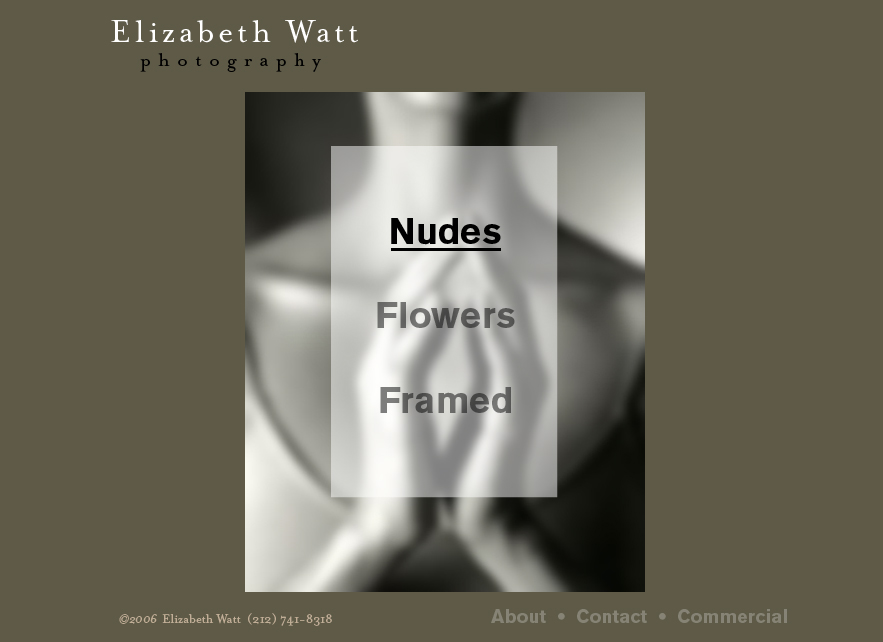 Elizabeth Watt
photography
Nudes
Flowers
Framed
©2006 Elizabeth Watt (212) 741-8318
About • Contact • Commercial